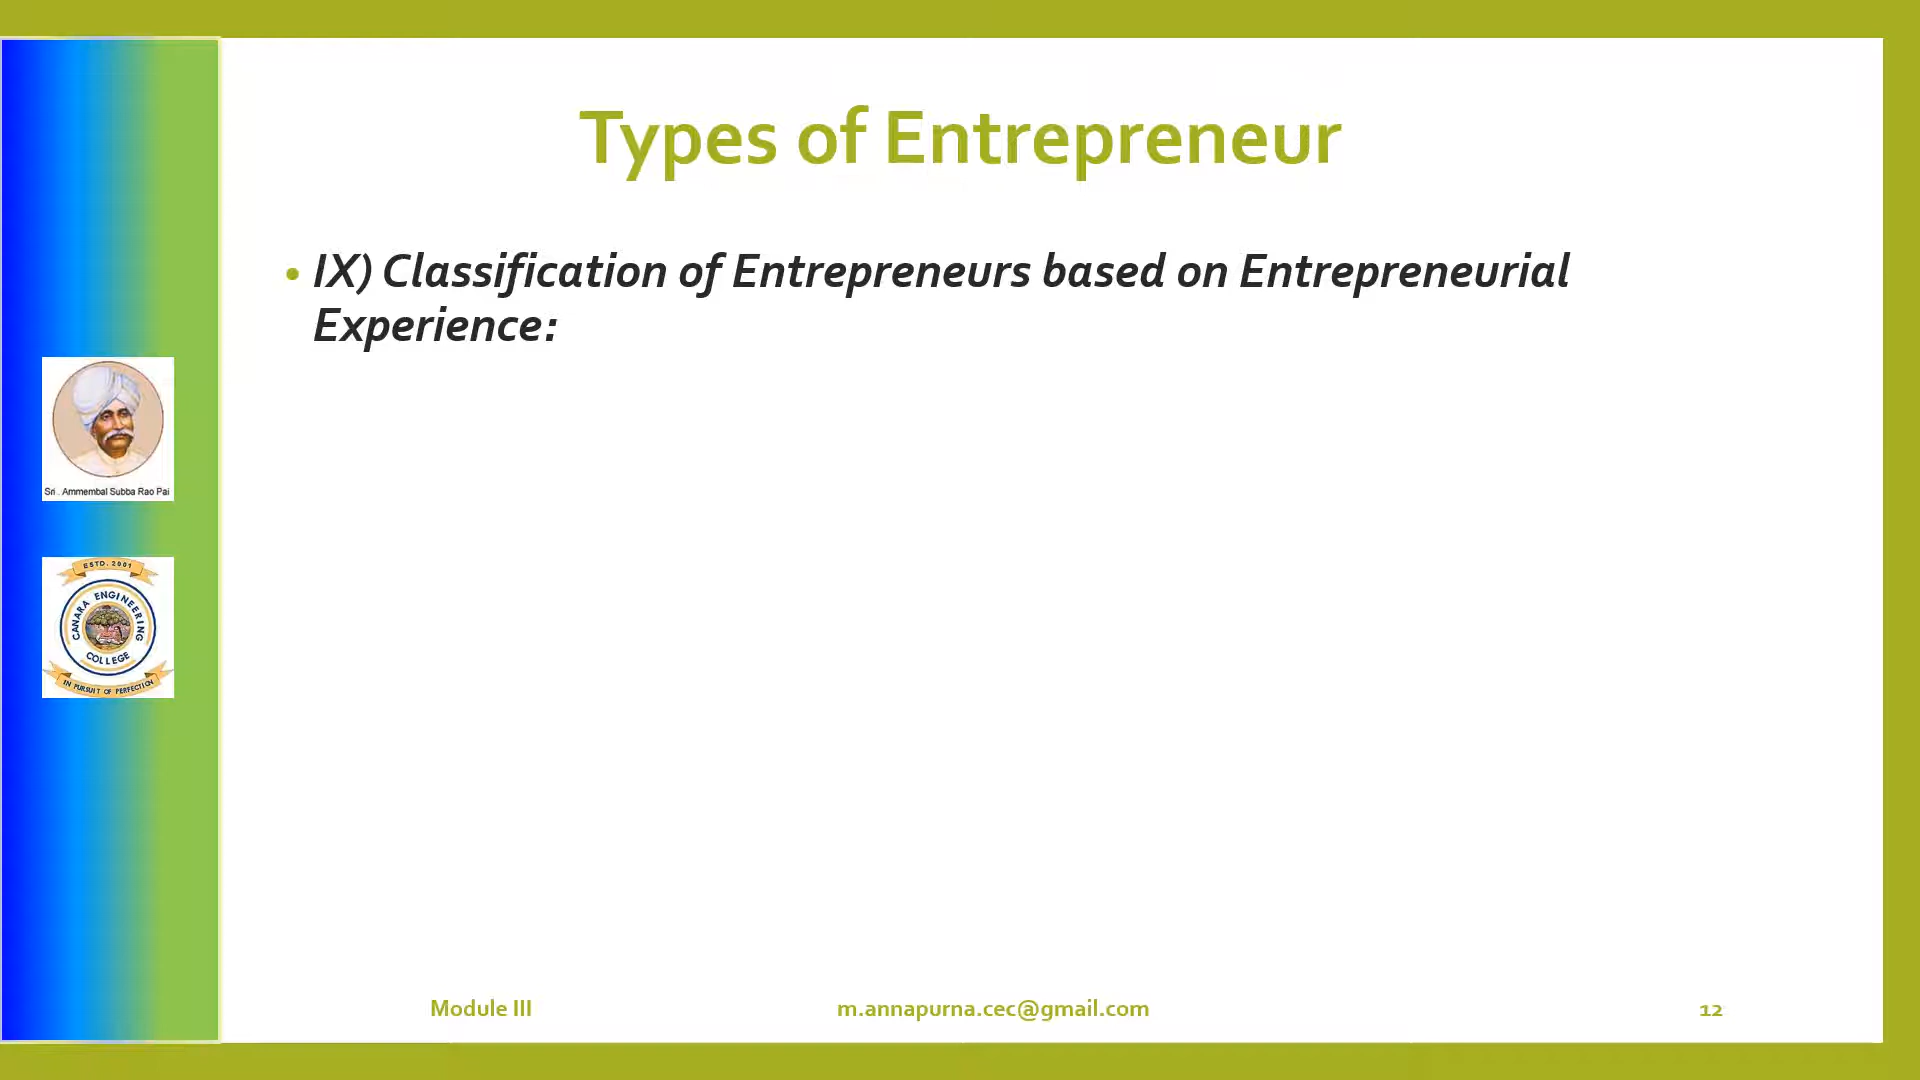 Types of Entrepreneur
• IX) Classification of Entrepreneurs based on Entrepreneurial
Experience:
Sri . Ammembal Subba Rao Pai
ESTD. 2001
CANARA ENGINEERING
COLLEGE
IN PURSUIT OF PERFECTION
Module III
m.annapurna.cec@gmail.com
12